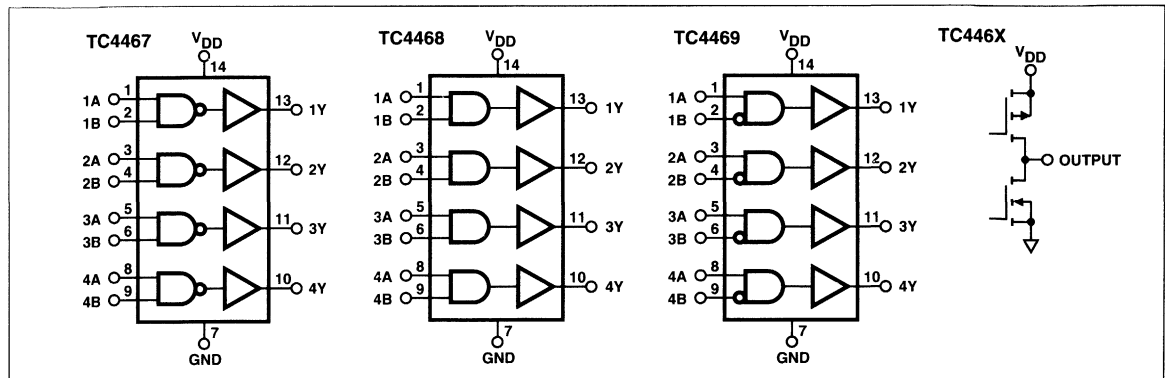 TC4467
VDD
14
1A 1
1B 2
13 1Y
2A 3
2B 4
12 2Y
3A 5
3B 6
11 3Y
4A 8
4B 9
10 4Y
7
GND
TC4468
VDD
14
1A 1
1B 2
13 1Y
2A 3
2B 4
12 2Y
3A 5
3B 6
11 3Y
4A 8
4B 9
10 4Y
7
GND
TC4469
VDD
14
1A 1
1B 2
13 1Y
2A 3
2B 4
12 2Y
3A 5
3B 6
11 3Y
4A 8
4B 9
10 4Y
7
GND
TC446X
VDD
OUTPUT